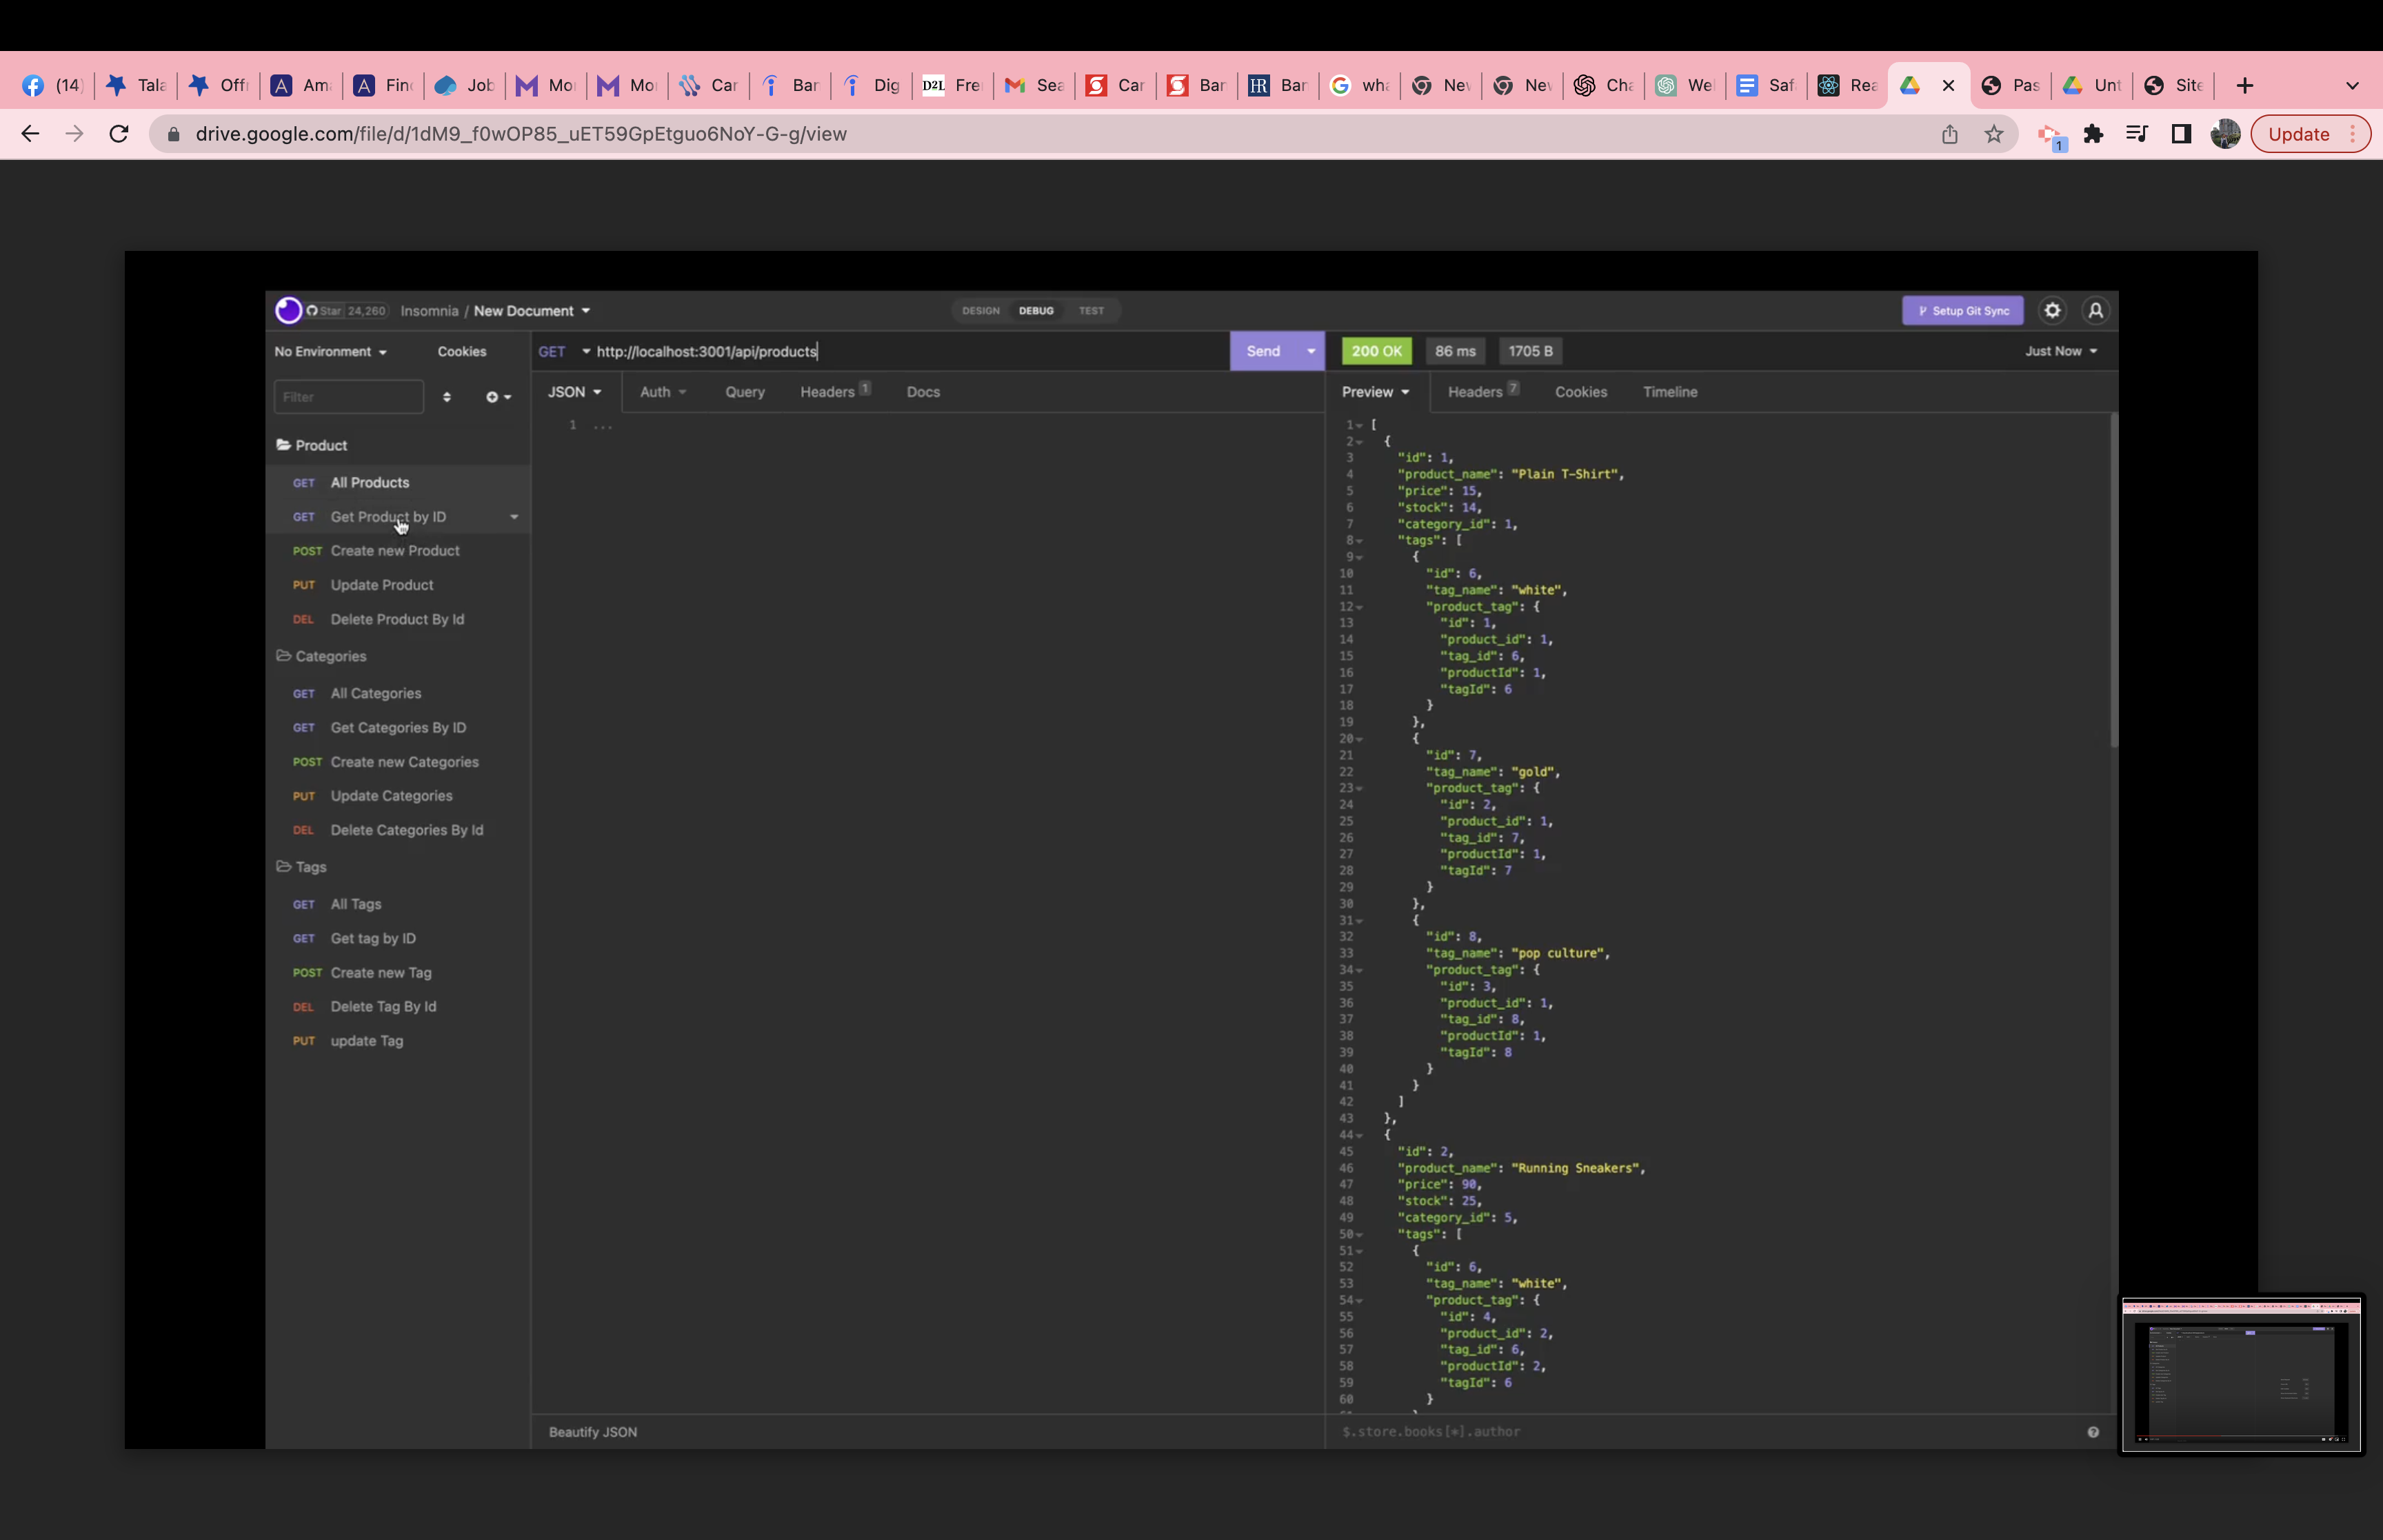 (14) Tala Off Am Fin Job Mo Mo Car Bar Dig D2L Fre Sea Car Bar HR Bar wha Nev Nev Cha Wel Saf Rea Pas Unt Site
drive.google.com/file/d/1dM9_f0wOP85_uET59GpEtguo6NoY-G-g/view 1 Update
Star 24,260 Insomnia / New Document DESIGN DEBUG TEST Setup Git Sync
No Environment Cookies GET http://localhost:3001/api/products Send 200 OK 86 ms 1705 B Just Now
Filter JSON Auth Query Headers 1 Docs Preview Headers 7 Cookies Timeline
Product
GET All Products
GET Get Product by ID
POST Create new Product
PUT Update Product
DEL Delete Product By Id
Categories
GET All Categories
GET Get Categories By ID
POST Create new Categories
PUT Update Categories
DEL Delete Categories By Id
Tags
GET All Tags
GET Get tag by ID
POST Create new Tag
DEL Delete Tag By Id
PUT update Tag
1 ...
Beautify JSON
1 [
2 {
3 "id": 1,
4 "product_name": "Plain T-Shirt",
5 "price": 15,
6 "stock": 14,
7 "category_id": 1,
8 "tags": [
9 {
10 "id": 6,
11 "tag_name": "white",
12 "product_tag": {
13 "id": 1,
14 "product_id": 1,
15 "tag_id": 6,
16 "productId": 1,
17 "tagId": 6
18 }
19 },
20 {
21 "id": 7,
22 "tag_name": "gold",
23 "product_tag": {
24 "id": 2,
25 "product_id": 1,
26 "tag_id": 7,
27 "productId": 1,
28 "tagId": 7
29 }
30 },
31 {
32 "id": 8,
33 "tag_name": "pop culture",
34 "product_tag": {
35 "id": 3,
36 "product_id": 1,
37 "tag_id": 8,
38 "productId": 1,
39 "tagId": 8
40 }
41 }
42 ]
43 },
44 {
45 "id": 2,
46 "product_name": "Running Sneakers",
47 "price": 90,
48 "stock": 25,
49 "category_id": 5,
50 "tags": [
51 {
52 "id": 6,
53 "tag_name": "white",
54 "product_tag": {
55 "id": 4,
56 "product_id": 2,
57 "tag_id": 6,
58 "productId": 2,
59 "tagId": 6
60 }
$.store.books[*].author